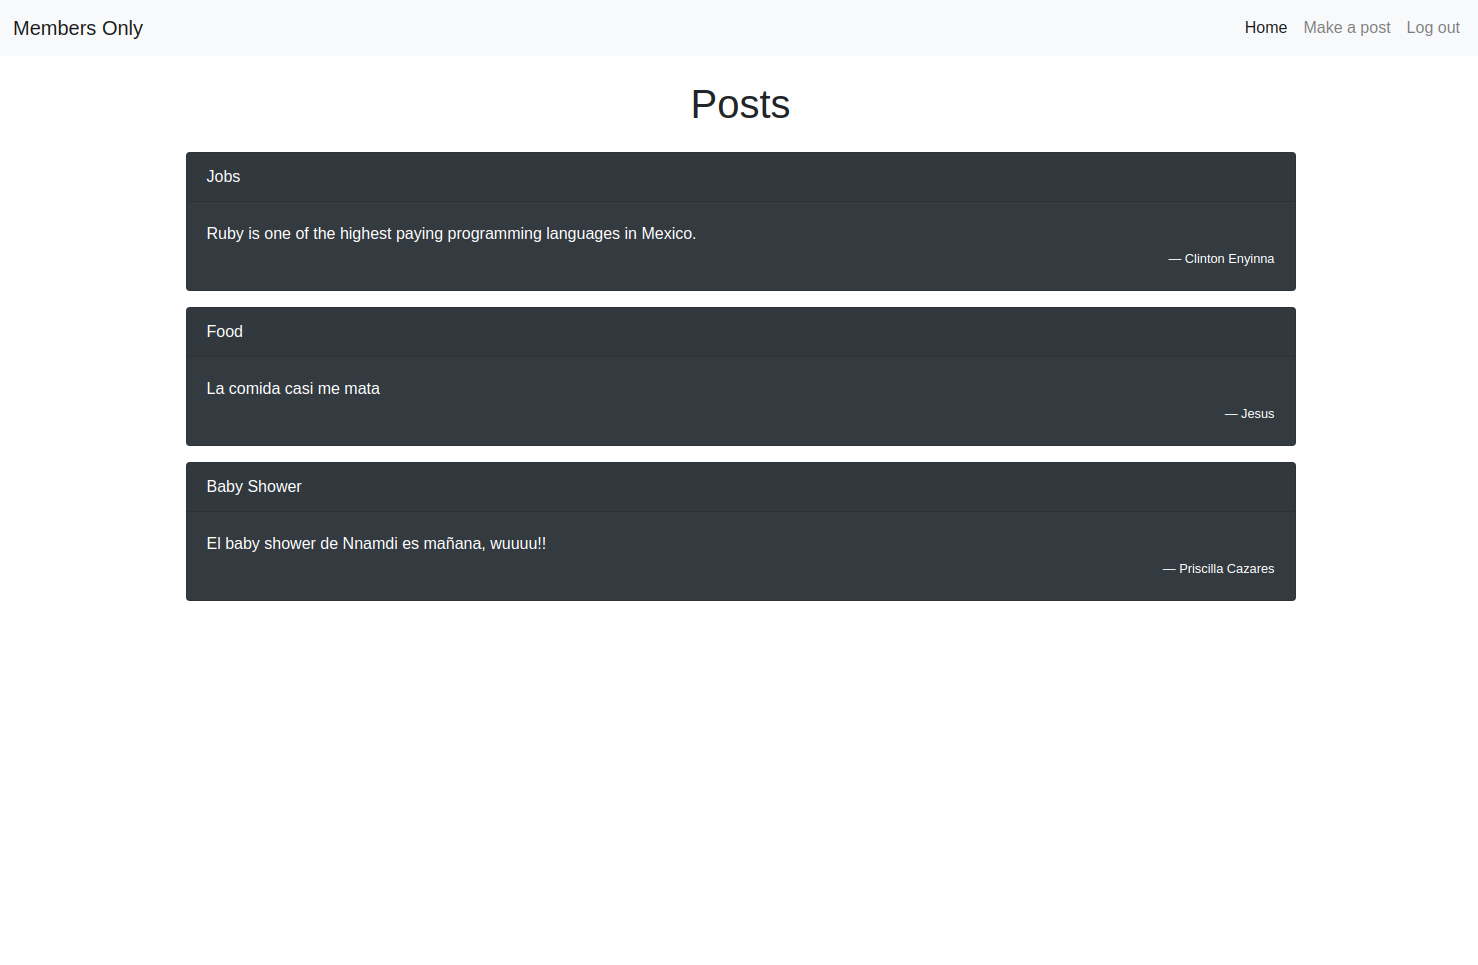 Members Only
Home Make a post Log out
Posts
Jobs
Ruby is one of the highest paying programming languages in Mexico.
— Clinton Enyinna
Food
La comida casi me mata
— Jesus
Baby Shower
El baby shower de Nnamdi es mañana, wuuuu!!
— Priscilla Cazares